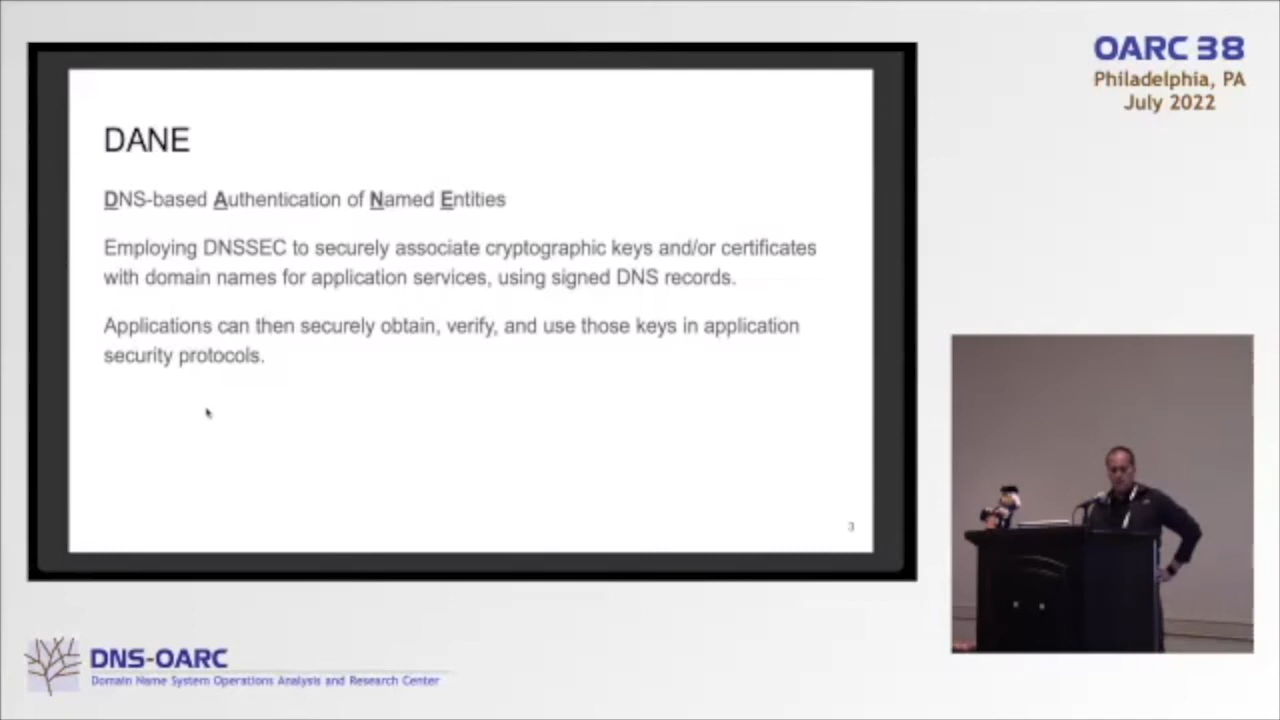 OARC 38
Philadelphia, PA
July 2022
DANE
DNS-based Authentication of Named Entities
Employing DNSSEC to securely associate cryptographic keys and/or certificates
with domain names for application services, using signed DNS records.
Applications can then securely obtain, verify, and use those keys in application
security protocols.
3
DNS-OARC
Domain Name System Operations Analysis and Research Center